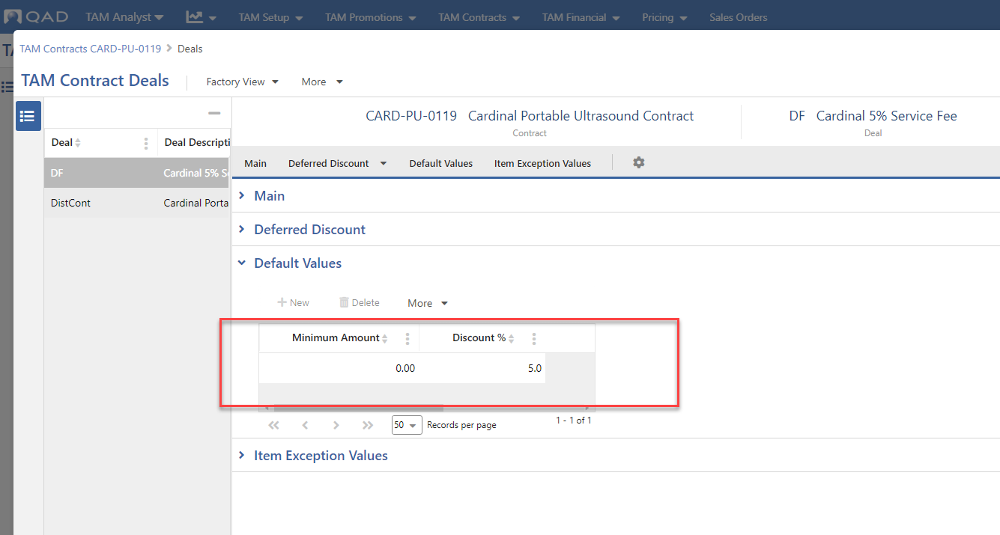 QAD TAM Analyst TAM Setup TAM Promotions TAM Contracts TAM Financial Pricing Sales Orders
TAM Contracts CARD-PU-0119 > Deals
TAM Contract Deals Factory View More
CARD-PU-0119 Cardinal Portable Ultrasound Contract DF Cardinal 5% Service Fee
Contract Deal
Deal Deal Descripti
Main Deferred Discount Default Values Item Exception Values
DF Cardinal 5% S
DistCont Cardinal Porta
Main
Deferred Discount
Default Values
New Delete More
Minimum Amount Discount %
0.00 5.0
50 Records per page 1 - 1 of 1
Item Exception Values